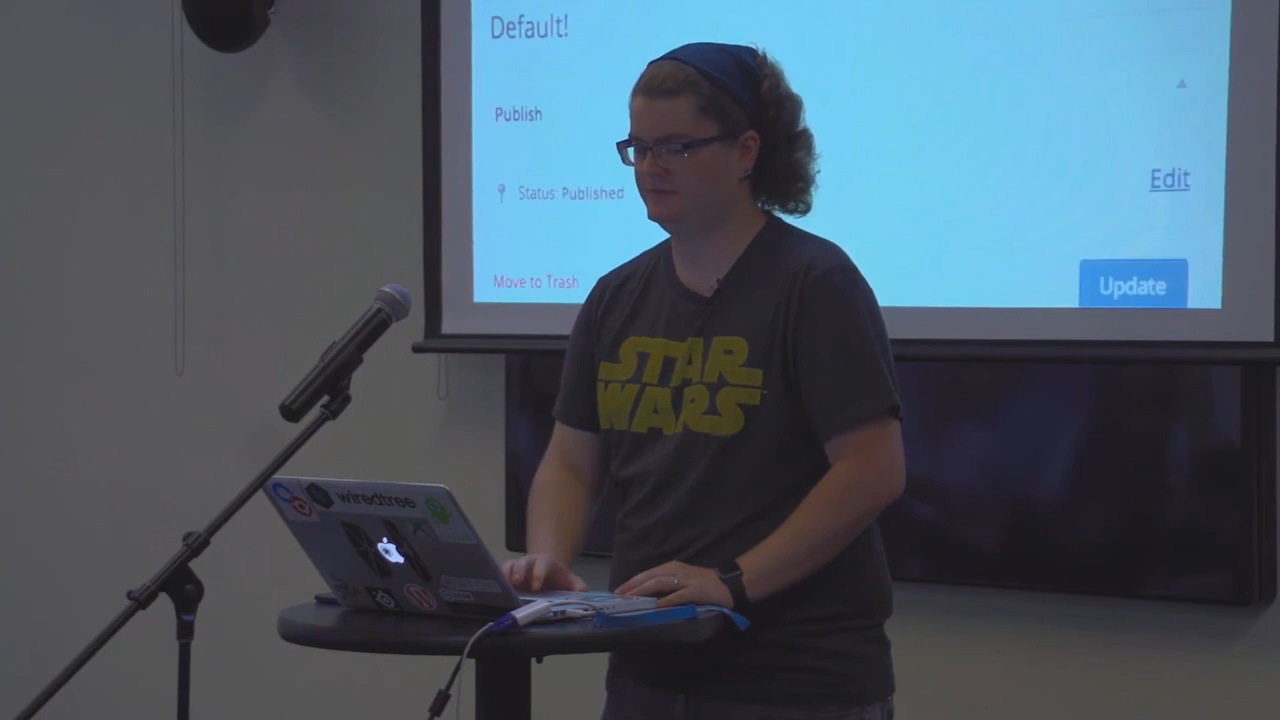 Default!
Publish
Status: Published
Edit
Move to Trash
Update
STAR
WARS
wiredtree